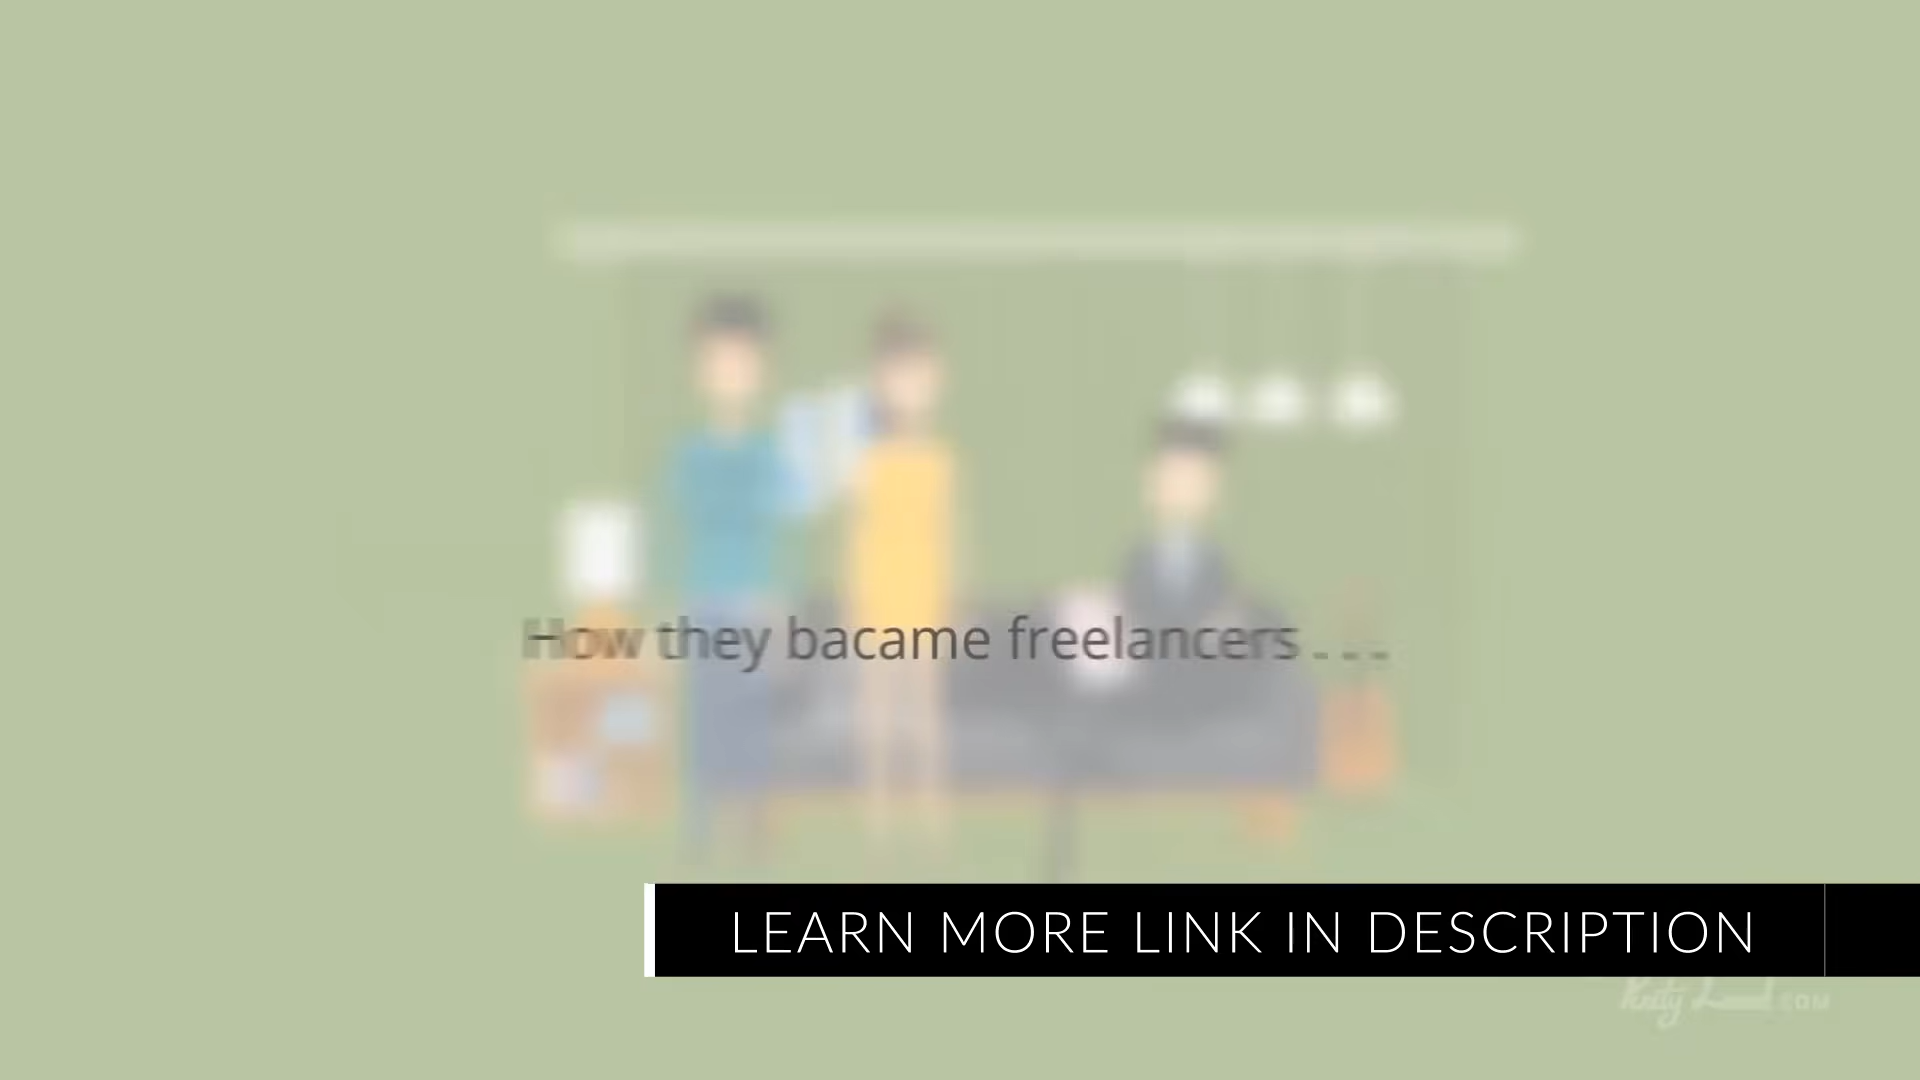 How they bacame freelancers . . .
LEARN MORE LINK IN DESCRIPTION